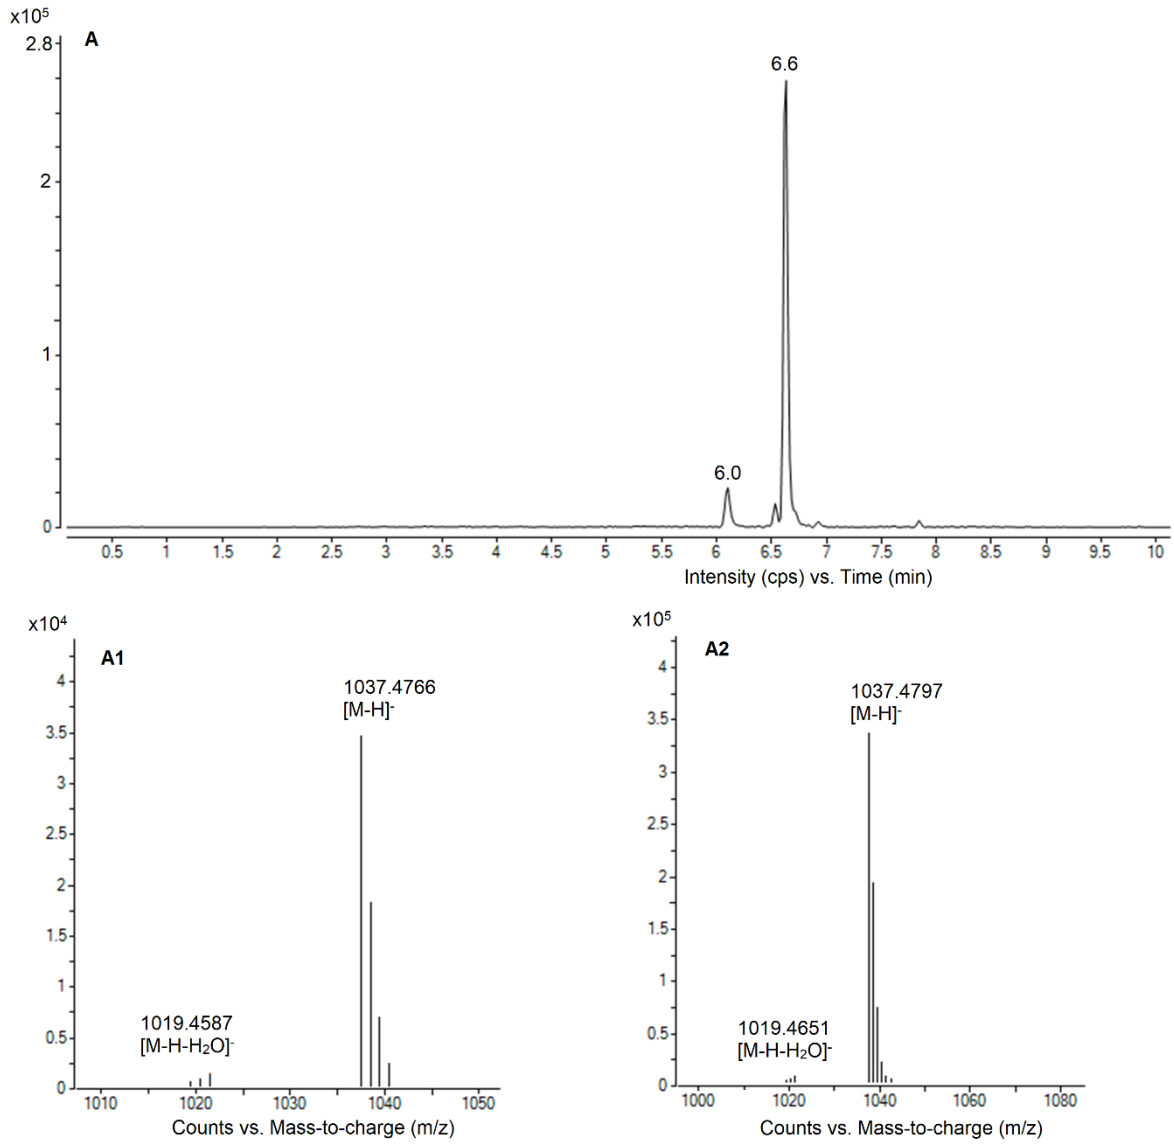 x10⁵
A
2.8
2
1
0
6.0
6.6
0.5 1 1.5 2 2.5 3 3.5 4 4.5 5 5.5 6 6.5 7 7.5 8 8.5 9 9.5 10
Intensity (cps) vs. Time (min)
x10⁴
A1
4
3.5
3
2.5
2
1.5
1
0.5
0
1037.4766
[M-H]⁻
1019.4587
[M-H-H₂O]⁻
1010 1020 1030 1040 1050
Counts vs. Mass-to-charge (m/z)
x10⁵
A2
4
3.5
3
2.5
2
1.5
1
0.5
0
1037.4797
[M-H]⁻
1019.4651
[M-H-H₂O]⁻
1000 1020 1040 1060 1080
Counts vs. Mass-to-charge (m/z)